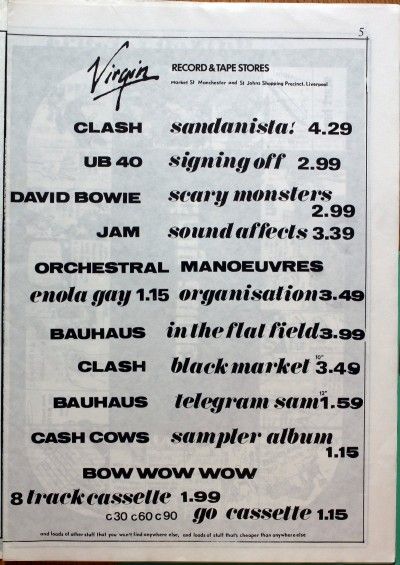 5
Virgin RECORD & TAPE STORES
Market St Manchester and St Johns Shopping Precinct, Liverpool
CLASH sandanista! 4.29
UB 40 signing off 2.99
DAVID BOWIE scary monsters
2.99
JAM sound affects 3.39
ORCHESTRAL MANOEUVRES
enola gay 1.15 organisation 3.49
BAUHAUS in the flat field 3.99
CLASH black market 10" 3.49
BAUHAUS telegram sam 12" 1.59
CASH COWS sampler album
1.15
BOW WOW WOW
8 track cassette 1.99
c30 c60 c90 go cassette 1.15
and loads of other stuff that you won't find anywhere else, and loads of stuff that's cheaper than anywhere else